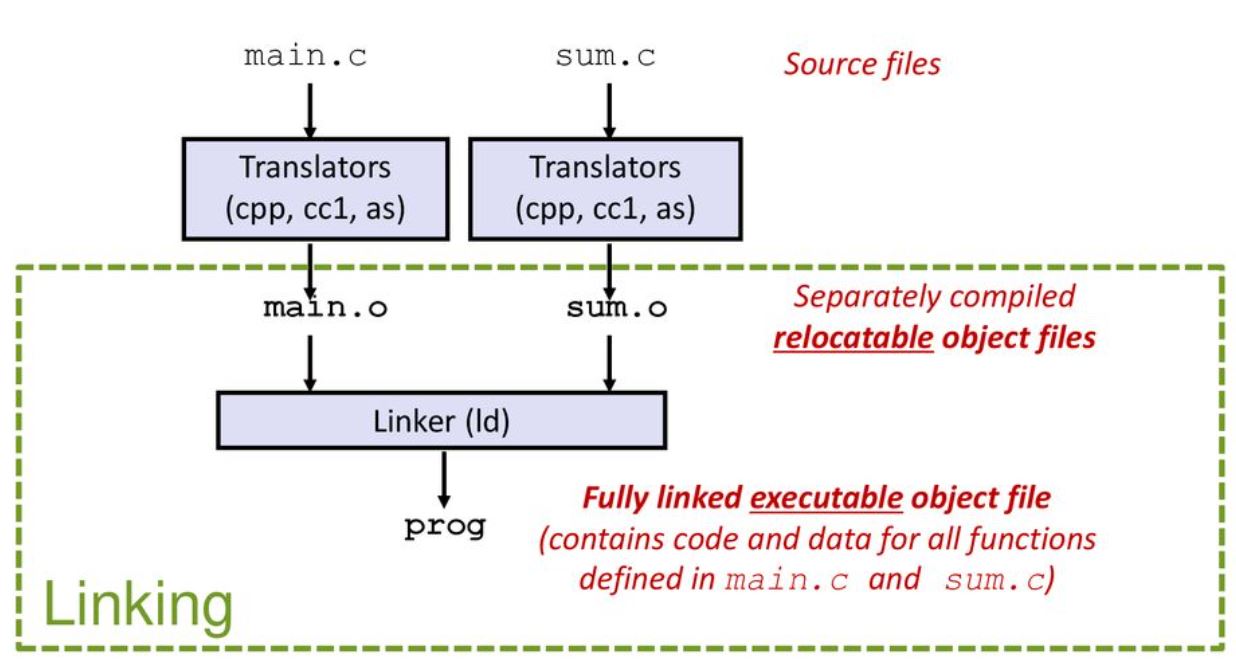 main.c
sum.c
Source files
Translators
(cpp, cc1, as)
Translators
(cpp, cc1, as)
main.o
sum.o
Separately compiled
relocatable object files
Linker (ld)
prog
Fully linked executable object file
(contains code and data for all functions
defined in main.c and sum.c)
Linking